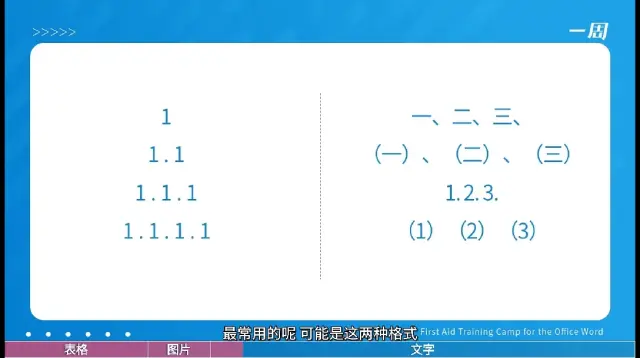 >>>>>
一周
1
1.1
1.1.1
1.1.1.1
一、二、三、
（一）、（二）、（三）
1.2.3.
（1）（2）（3）
最常用的呢 可能是这两种格式
First Aid Training Camp for the Office Word
表格
图片
文字